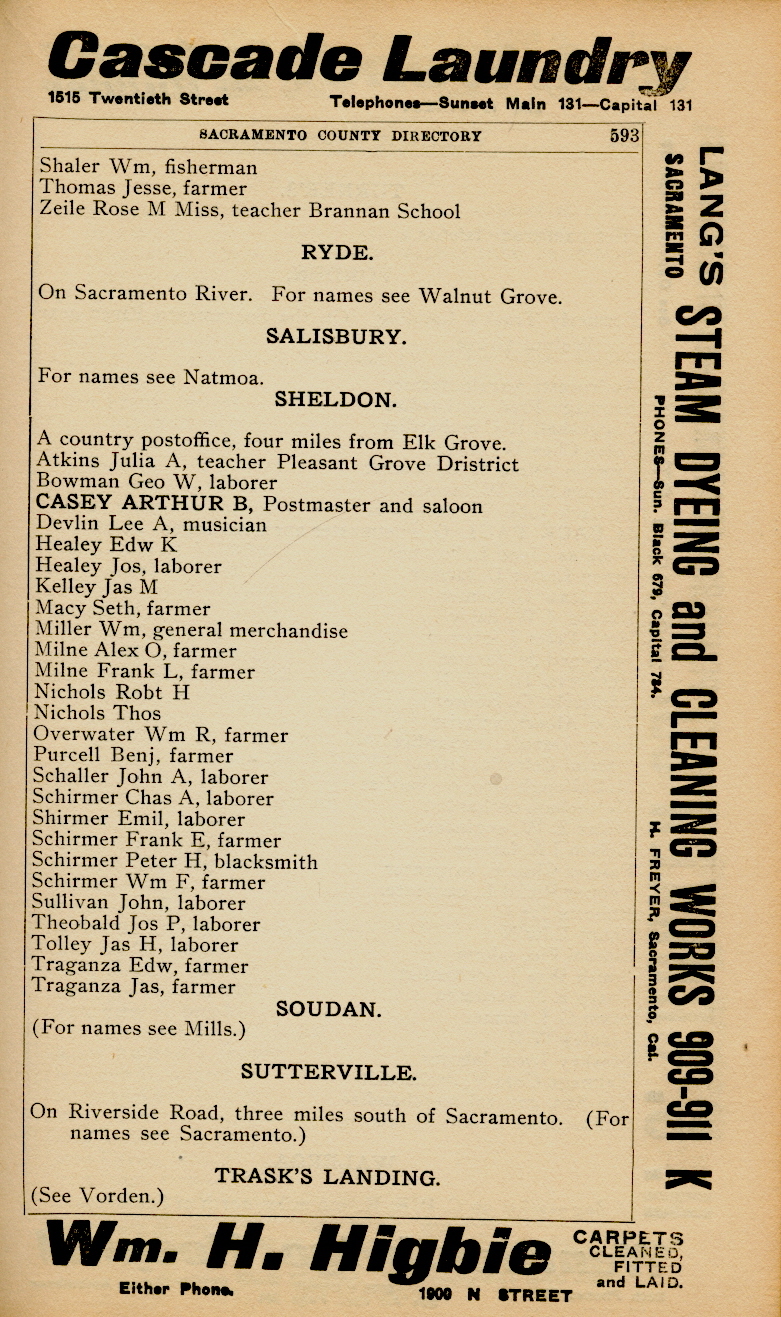 Cascade Laundry
1515 Twentieth Street Telephones—Sunset Main 131—Capital 131
SACRAMENTO COUNTY DIRECTORY 593
Shaler Wm, fisherman
Thomas Jesse, farmer
Zeile Rose M Miss, teacher Brannan School
RYDE.
On Sacramento River. For names see Walnut Grove.
SALISBURY.
For names see Natmoa.
SHELDON.
A country postoffice, four miles from Elk Grove.
Atkins Julia A, teacher Pleasant Grove Dristrict
Bowman Geo W, laborer
CASEY ARTHUR B, Postmaster and saloon
Devlin Lee A, musician
Healey Edw K
Healey Jos, laborer
Kelley Jas M
Macy Seth, farmer
Miller Wm, general merchandise
Milne Alex O, farmer
Milne Frank L, farmer
Nichols Robt H
Nichols Thos
Overwater Wm R, farmer
Purcell Benj, farmer
Schaller John A, laborer
Schirmer Chas A, laborer
Shirmer Emil, laborer
Schirmer Frank E, farmer
Schirmer Peter H, blacksmith
Schirmer Wm F, farmer
Sullivan John, laborer
Theobald Jos P, laborer
Tolley Jas H, laborer
Traganza Edw, farmer
Traganza Jas, farmer
SOUDAN.
(For names see Mills.)
SUTTERVILLE.
On Riverside Road, three miles south of Sacramento. (For
names see Sacramento.)
TRASK'S LANDING.
(See Vorden.)
LANG'S
SACRAMENTO
STEAM DYEING and CLEANING WORKS 909-911 K
PHONES—Sun. Black 679, Capital 784. H. FREYER, Sacramento, Cal.
Wm. H. Higbie
CARPETS
CLEANED,
FITTED
and LAID.
Either Phone. 1900 N STREET